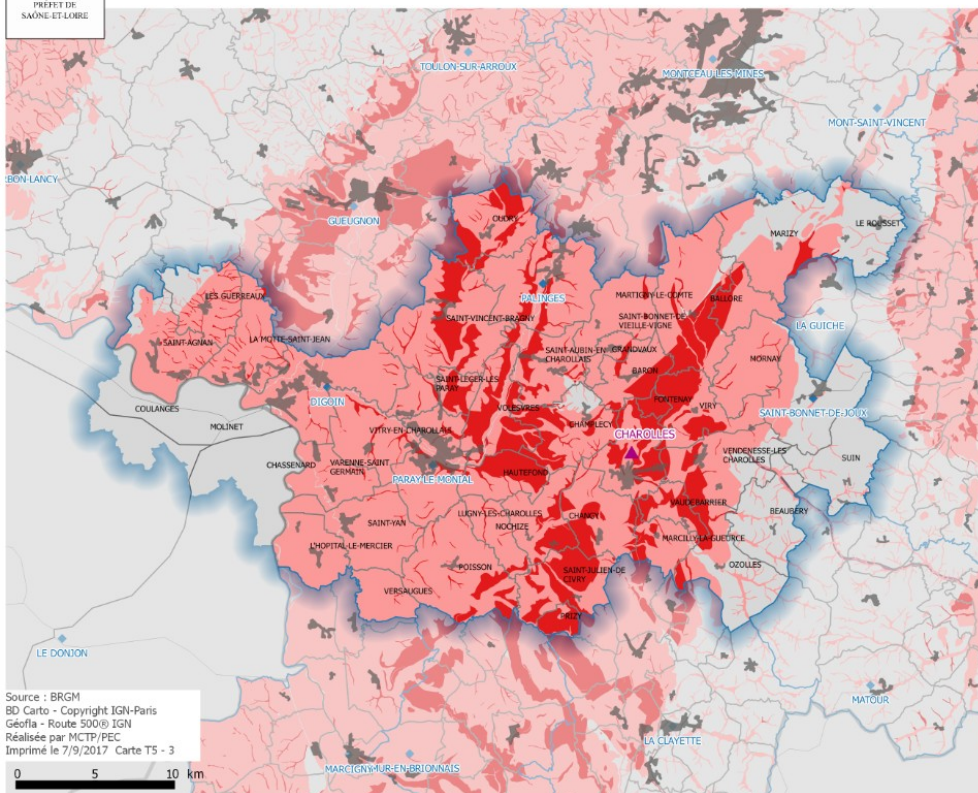 PRÉFET DE
SAÔNE-ET-LOIRE
TOULON-SUR-ARROUX
MONTCEAU-LES-MINES
MONT-SAINT-VINCENT
RBON-LANCY
GUEUGNON
OUDRY
MARIZY
LE ROUSSET
PALINGES
LES GUERREAUX
MARTIGNY-LE-COMTE
BALLORE
SAINT-VINCENT-BRAGNY
SAINT-BONNET-DE-
VIEILLE-VIGNE
LA GUICHE
SAINT-AGNAN
LA MOTTE-SAINT-JEAN
SAINT-AUBIN-EN-
CHAROLLAIS
GRANDVAUX
MORNAY
BARON
SAINT-LEGER-LES-
PARAY
DIGOIN
FONTENAY
VIRY
SAINT-BONNET-DE-JOUX
COULANGES
VOLESVRES
MOLINET
VITRY-EN-CHAROLLAIS
CHAMPLECY
CHAROLLES
CHASSENARD
VARENNE-SAINT
GERMAIN
PARAY-LE-MONIAL
HAUTEFOND
VENDENESSE-LES
CHAROLLES
SUIN
VAUDEBARRIER
BEAUBERY
LUGNY-LES-CHAROLLES
CHANGY
NOCHIZE
SAINT-YAN
MARCILLY-LA-GUEURCE
L'HOPITAL-LE-MERCIER
POISSON
SAINT-JULIEN-DE
CIVRY
OZOLLES
VERSAUGUES
PRIZY
LE DONJON
MATOUR
LA CLAYETTE
MARCIGNY
UR-EN-BRIONNAIS
Source : BRGM
BD Carto - Copyright IGN-Paris
Géofla - Route 500® IGN
Réalisée par MCTP/PEC
Imprimé le 7/9/2017 Carte T5 - 3
0 5 10 km